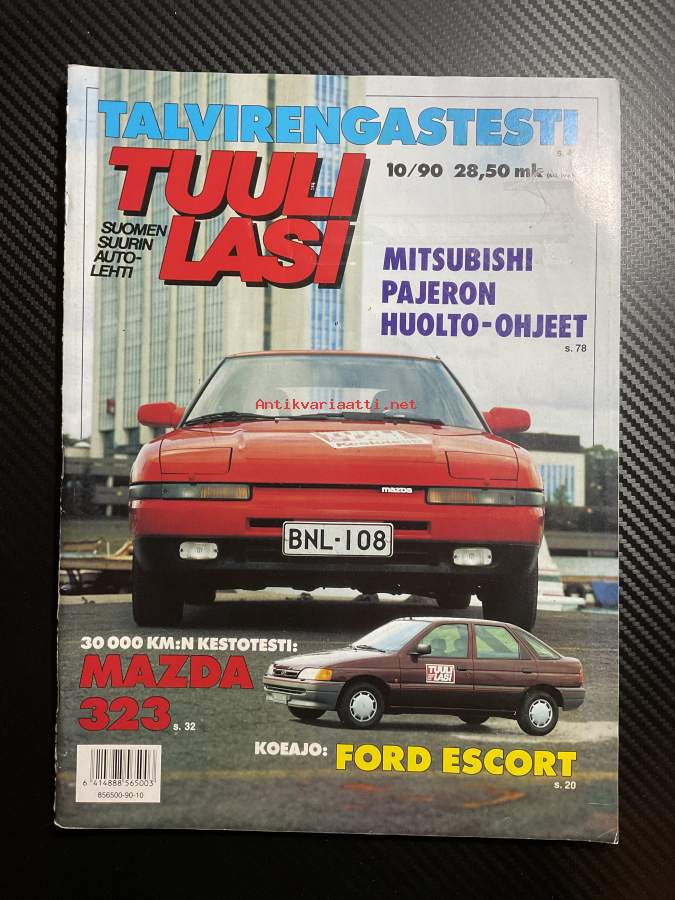 TALVIRENGASTESTI
TUULI
LASI
SUOMEN
SUURIN
AUTO-
LEHTI
10/90 28,50 mk
MITSUBISHI
PAJERON
HUOLTO-OHJEET
s. 78
Antikvariaatti.net
Kestotesti
mazda
BNL-108
30 000 KM:N KESTOTESTI:
MAZDA
323 s. 32
TUULI
LASI
KOEAJO: FORD ESCORT
s. 20
6 414888 565003
856500-90-10